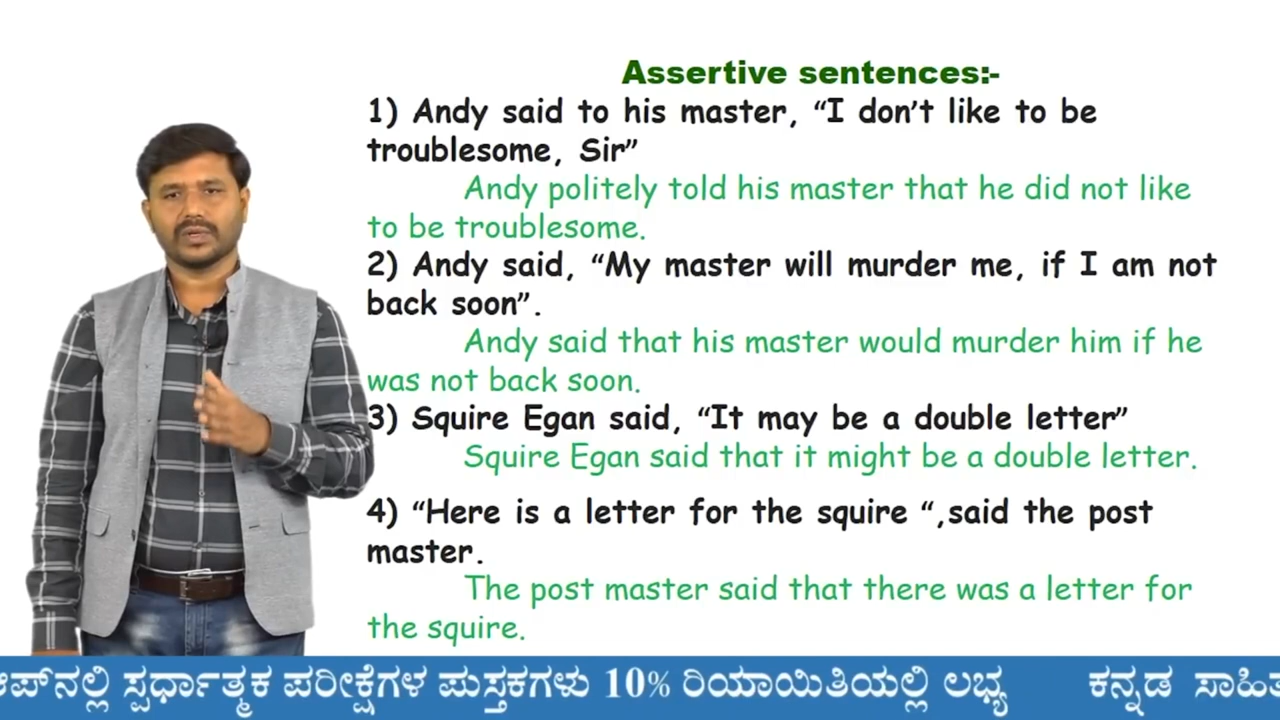 Assertive sentences:-
1) Andy said to his master, “I don’t like to be
troublesome, Sir”
Andy politely told his master that he did not like
to be troublesome.
2) Andy said, “My master will murder me, if I am not
back soon”.
Andy said that his master would murder him if he
was not back soon.
3) Squire Egan said, “It may be a double letter”
Squire Egan said that it might be a double letter.
4) “Here is a letter for the squire “,said the post
master.
The post master said that there was a letter for
the squire.
ಸ್ಪರ್ಧಾತ್ಮಕ ಪರೀಕ್ಷೆಗಳ ಪುಸ್ತಕಗಳು 10% ರಿಯಾಯಿತಿಯಲ್ಲಿ ಲಭ್ಯ ಕನ್ನಡ